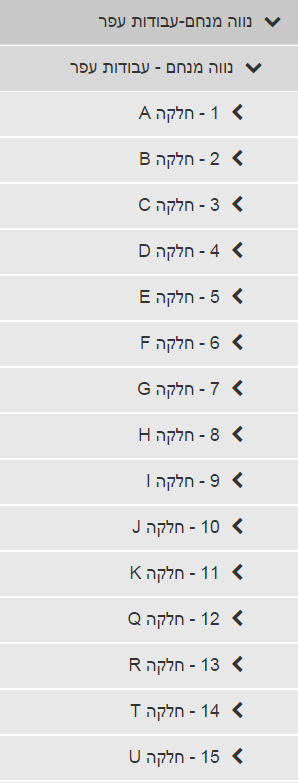 נווה מנחם-עבודות עפר
נווה מנחם - עבודות עפר
1 - חלקה A
2 - חלקה B
3 - חלקה C
4 - חלקה D
5 - חלקה E
6 - חלקה F
7 - חלקה G
8 - חלקה H
9 - חלקה I
10 - חלקה J
11 - חלקה K
12 - חלקה Q
13 - חלקה R
14 - חלקה T
15 - חלקה U